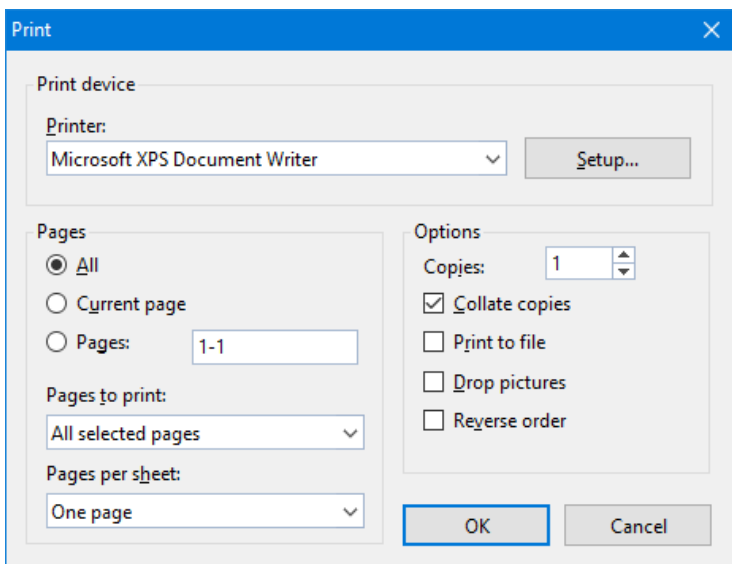 Print
Print device
Printer:
Microsoft XPS Document Writer
Setup...
Pages
All
Current page
Pages:
1-1
Pages to print:
All selected pages
Pages per sheet:
One page
Options
Copies:
1
Collate copies
Print to file
Drop pictures
Reverse order
OK
Cancel